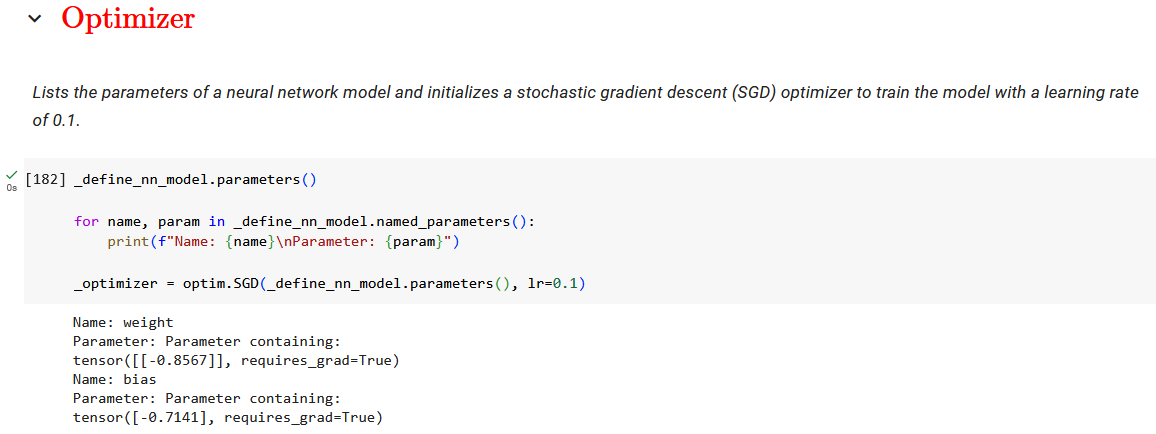 Optimizer
Lists the parameters of a neural network model and initializes a stochastic gradient descent (SGD) optimizer to train the model with a learning rate
of 0.1.
[182] _define_nn_model.parameters()
0s
for name, param in _define_nn_model.named_parameters():
    print(f"Name: {name}\nParameter: {param}")
_optimizer = optim.SGD(_define_nn_model.parameters(), lr=0.1)
Name: weight
Parameter: Parameter containing:
tensor([[-0.8567]], requires_grad=True)
Name: bias
Parameter: Parameter containing:
tensor([-0.7141], requires_grad=True)